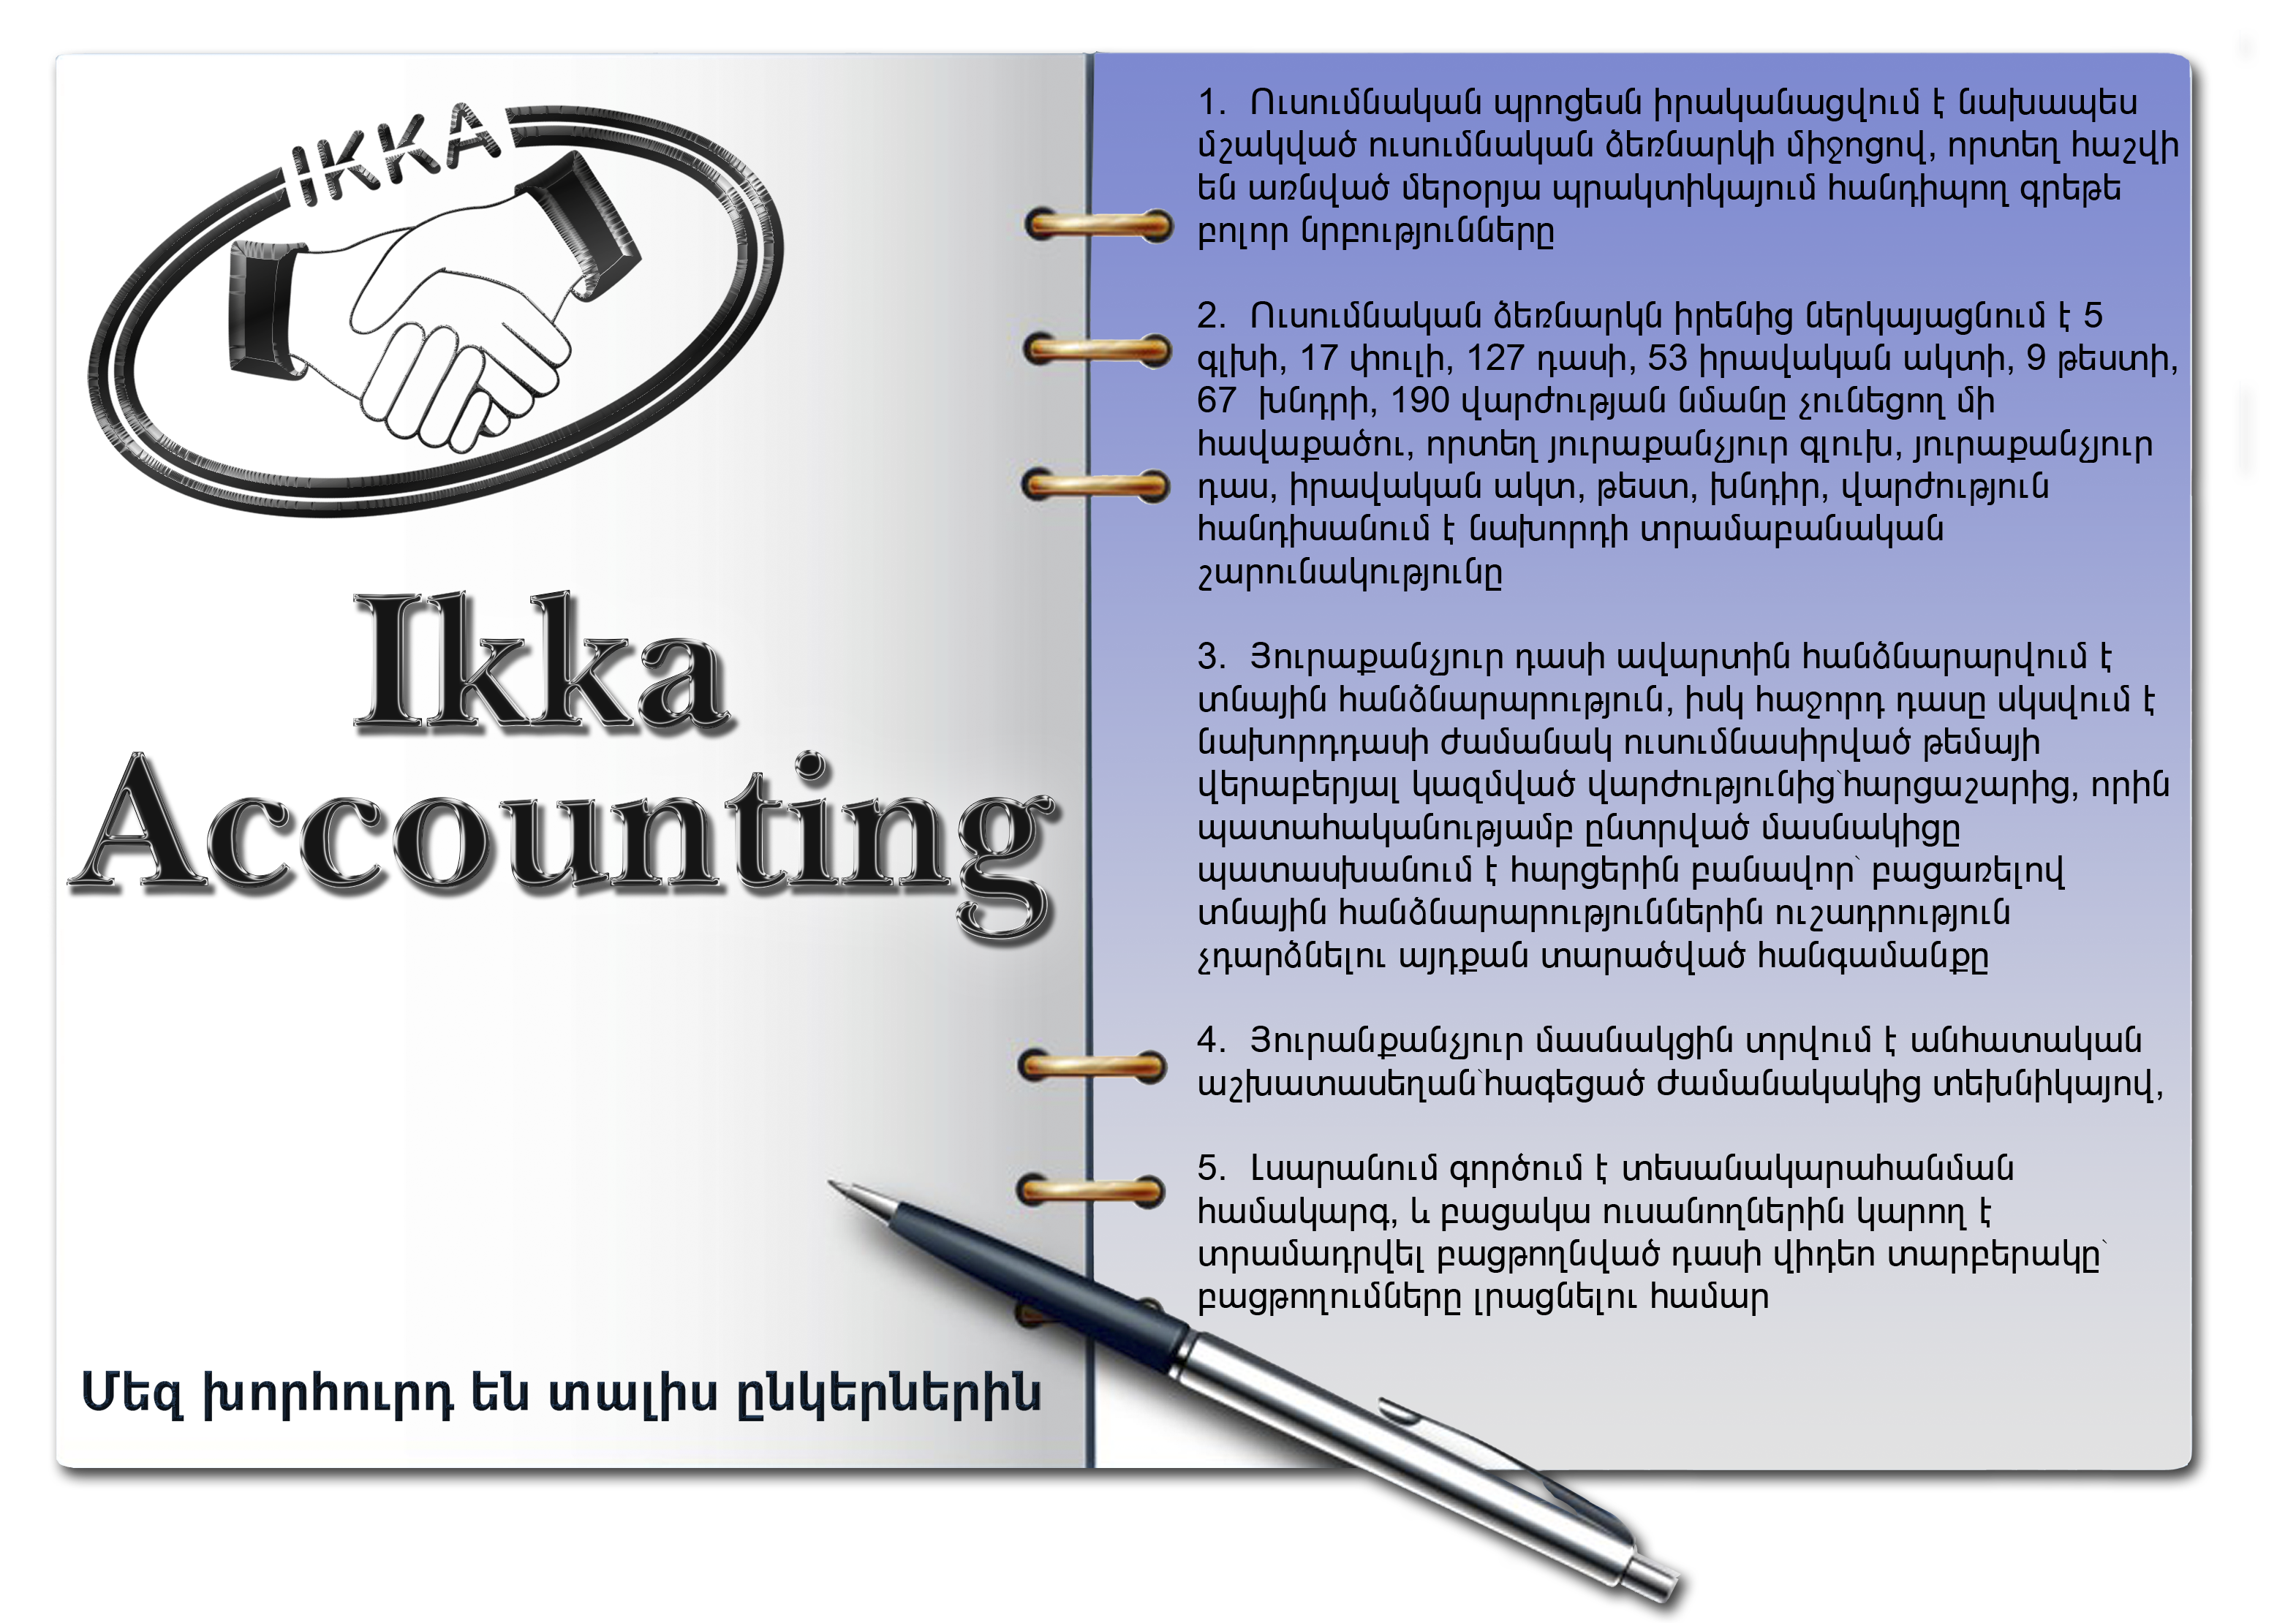 IKKA
Ikka
Accounting
Մեզ խորհուրդ են տալիս ընկերներին
1. Ուսումնական պրոցեսն իրականացվում է նախապես
մշակված ուսումնական ձեռնարկի միջոցով, որտեղ հաշվի
են առնված մերօրյա պրակտիկայում հանդիպող գրեթե
բոլոր նրբությունները
2. Ուսումնական ձեռնարկն իրենից ներկայացնում է 5
գլխի, 17 փուլի, 127 դասի, 53 իրավական ակտի, 9 թեստի,
67 խնդրի, 190 վարժության նմանը չունեցող մի
հավաքածու, որտեղ յուրաքանչյուր գլուխ, յուրաքանչյուր
դաս, իրավական ակտ, թեստ, խնդիր, վարժություն
հանդիսանում է նախորդի տրամաբանական
շարունակությունը
3. Յուրաքանչյուր դասի ավարտին հանձնարարվում է
տնային հանձնարարություն, իսկ հաջորդ դասը սկսվում է
նախորդդասի ժամանակ ուսումնասիրված թեմայի
վերաբերյալ կազմված վարժությունից՝հարցաշարից, որին
պատահականությամբ ընտրված մասնակիցը
պատասխանում է հարցերին բանավոր՝ բացառելով
տնային հանձնարարություններին ուշադրություն
չդարձնելու այդքան տարածված հանգամանքը
4. Յուրանքանչյուր մասնակցին տրվում է անհատական
աշխատասեղան՝հագեցած ժամանակակից տեխնիկայով,
5. Լսարանում գործում է տեսանակարահանման
համակարգ, և բացակա ուսանողներին կարող է
տրամադրվել բացթողնված դասի վիդեո տարբերակը՝
բացթողումները լրացնելու համար